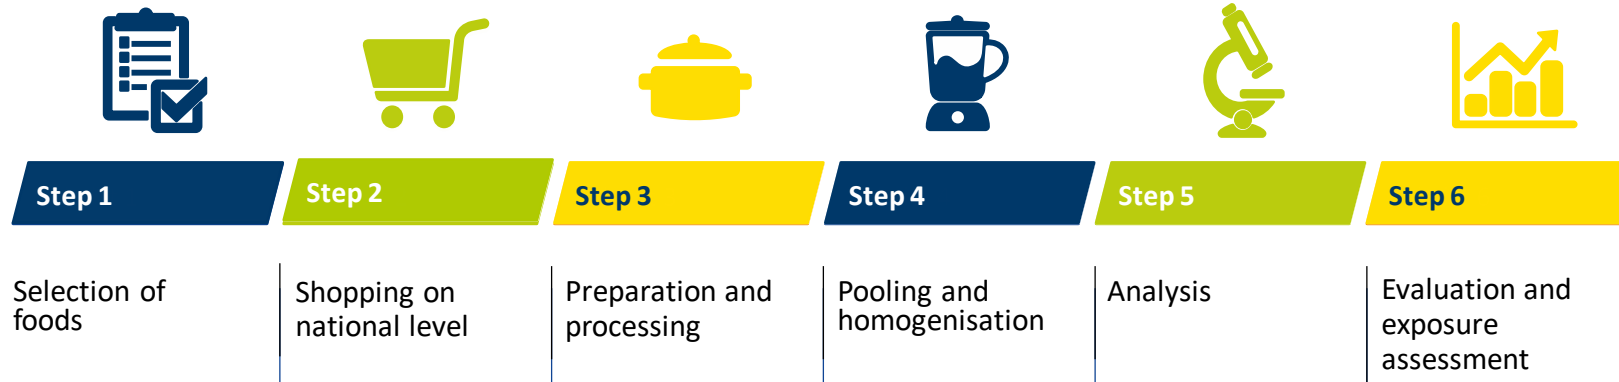 Step 1
Step 2
Step 3
Step 4
Step 5
Step 6
Selection of
foods
Shopping on
national level
Preparation and
processing
Pooling and
homogenisation
Analysis
Evaluation and
exposure
assessment